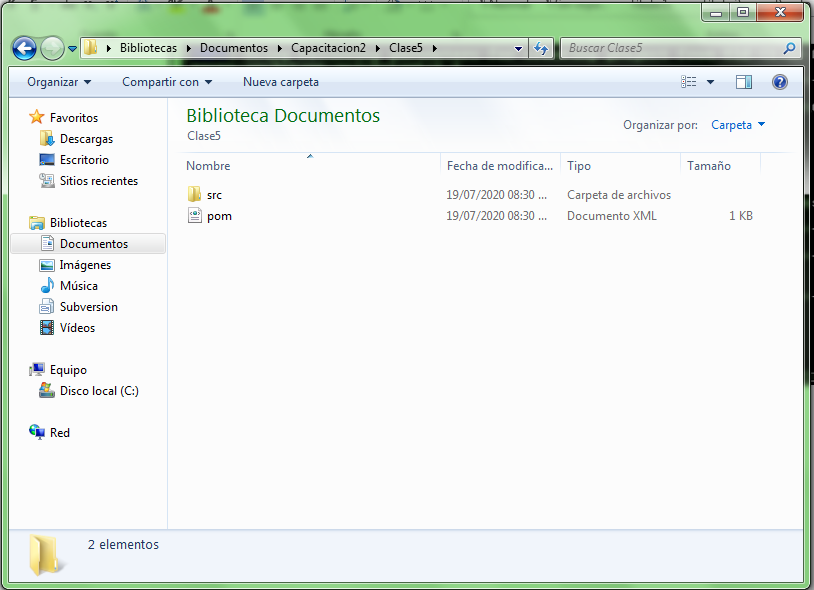 Bibliotecas Documentos Capacitacion2 Clase5
Buscar Clase5
Organizar Compartir con Nueva carpeta
Favoritos
Descargas
Escritorio
Sitios recientes
Bibliotecas
Documentos
Imágenes
Música
Subversion
Vídeos
Equipo
Disco local (C:)
Red
Biblioteca Documentos
Clase5
Organizar por: Carpeta
Nombre Fecha de modifica... Tipo Tamaño
src 19/07/2020 08:30 ... Carpeta de archivos
pom 19/07/2020 08:30 ... Documento XML 1 KB
2 elementos